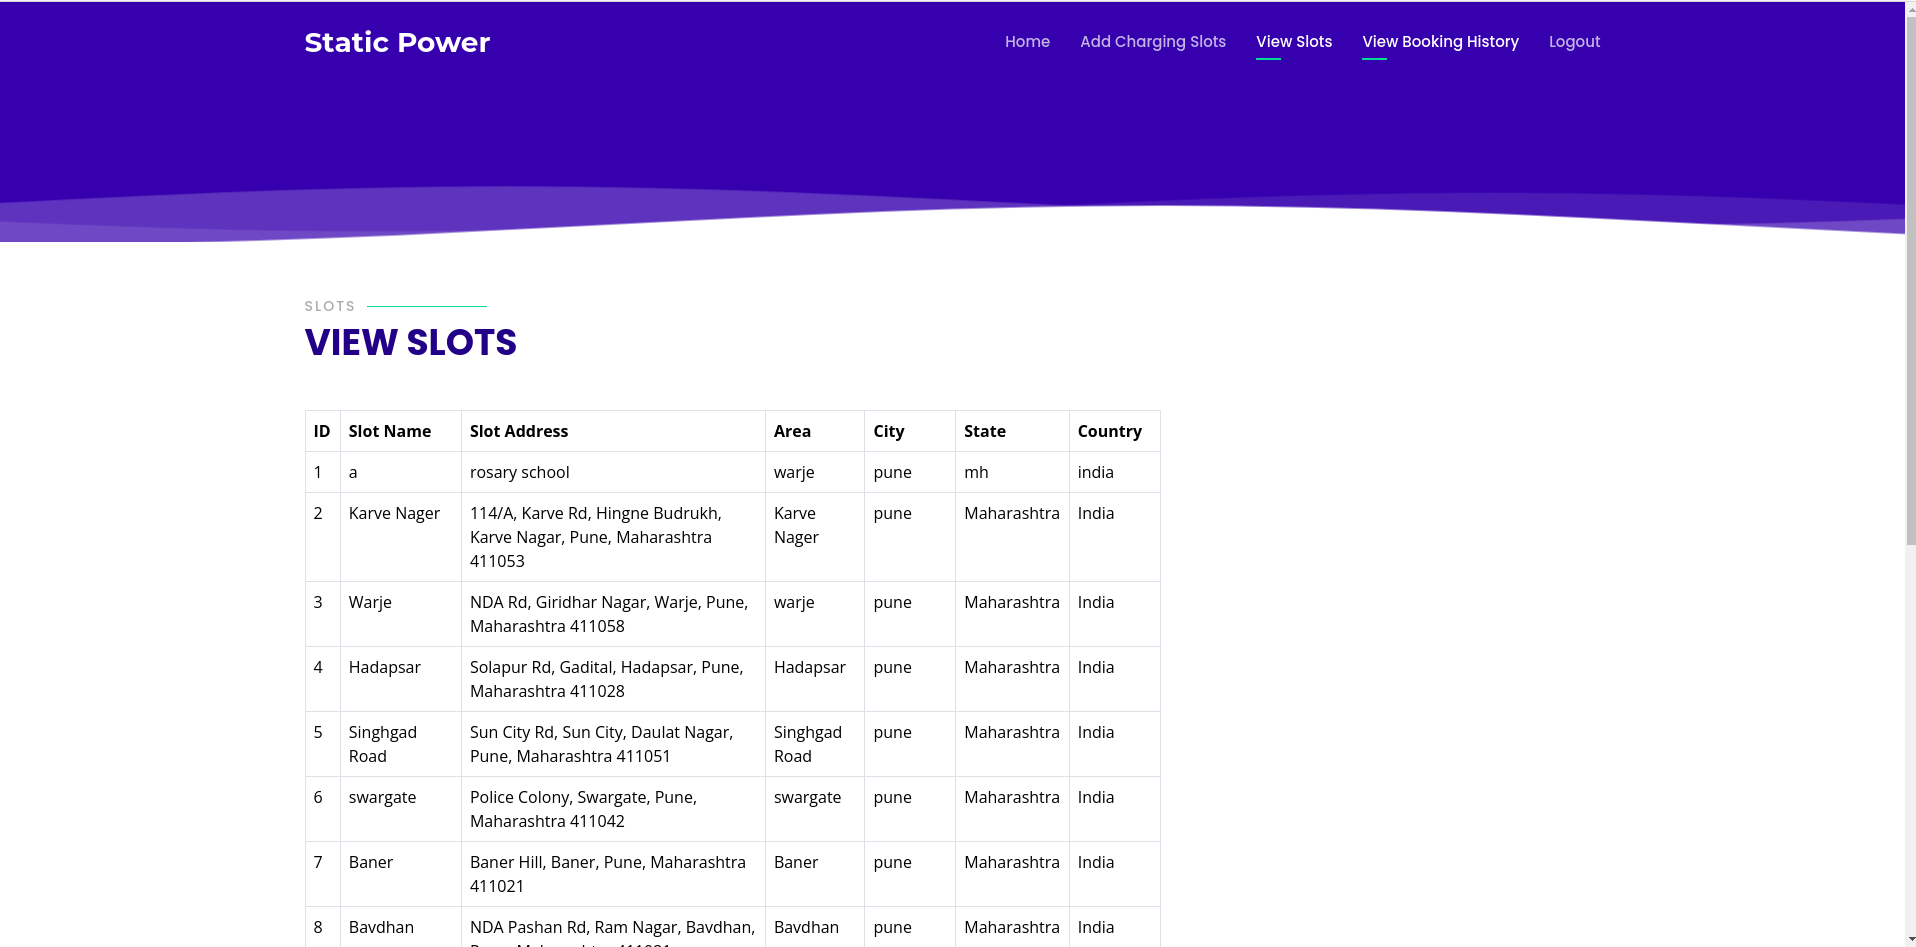 Static Power
Home Add Charging Slots View Slots View Booking History Logout
SLOTS
VIEW SLOTS
ID Slot Name Slot Address Area City State Country
1 a rosary school warje pune mh india
2 Karve Nager 114/A, Karve Rd, Hingne Budrukh, Karve pune Maharashtra India
Karve Nagar, Pune, Maharashtra Nager
411053
3 Warje NDA Rd, Giridhar Nagar, Warje, Pune, warje pune Maharashtra India
Maharashtra 411058
4 Hadapsar Solapur Rd, Gadital, Hadapsar, Pune, Hadapsar pune Maharashtra India
Maharashtra 411028
5 Singhgad Sun City Rd, Sun City, Daulat Nagar, Singhgad pune Maharashtra India
Road Pune, Maharashtra 411051 Road
6 swargate Police Colony, Swargate, Pune, swargate pune Maharashtra India
Maharashtra 411042
7 Baner Baner Hill, Baner, Pune, Maharashtra Baner pune Maharashtra India
411021
8 Bavdhan NDA Pashan Rd, Ram Nagar, Bavdhan, Bavdhan pune Maharashtra India